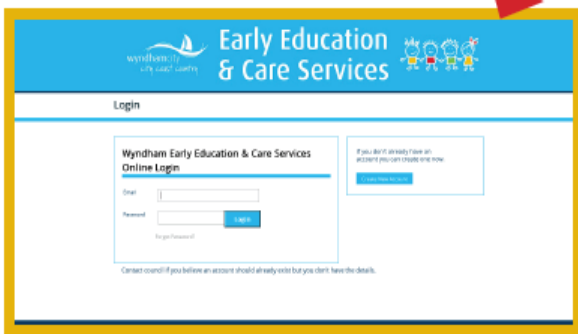 wyndhamcity
city. coast. country
Early Education
& Care Services
Login
Wyndham Early Education & Care Services
Online Login
Email
Password
Login
Forgot Password?
If you don't already have an
account you can create one now.
Create New Account
Contact council if you believe an account should already exist but you don't have the details.